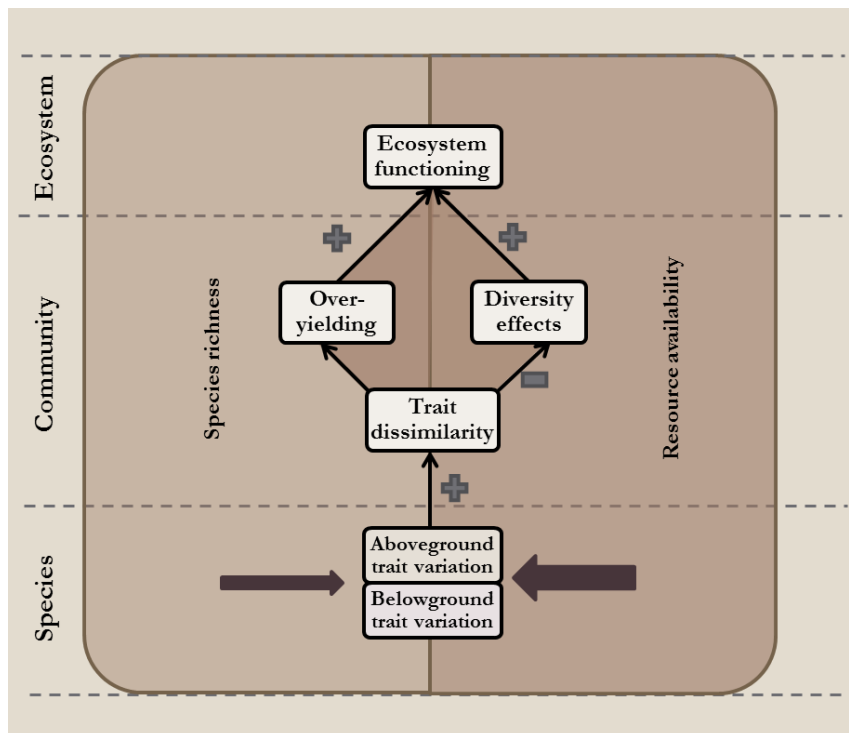 Ecosystem
Ecosystem
functioning
Community
Species richness
Over-
yielding
Diversity
effects
Resource availability
Trait
dissimilarity
Species
Aboveground
trait variation
Belowground
trait variation